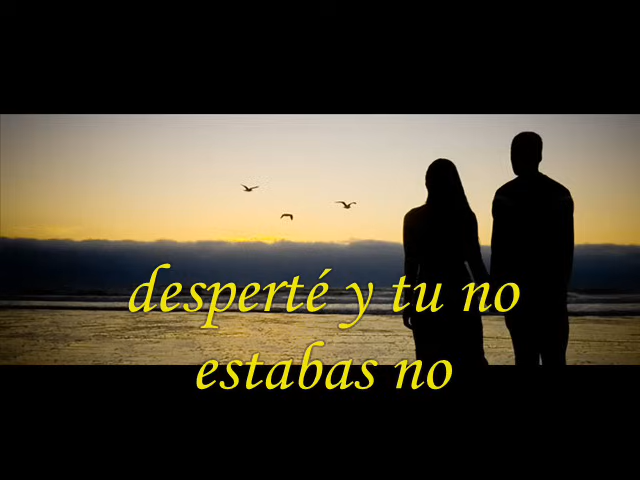 desperté y tu no
estabas no